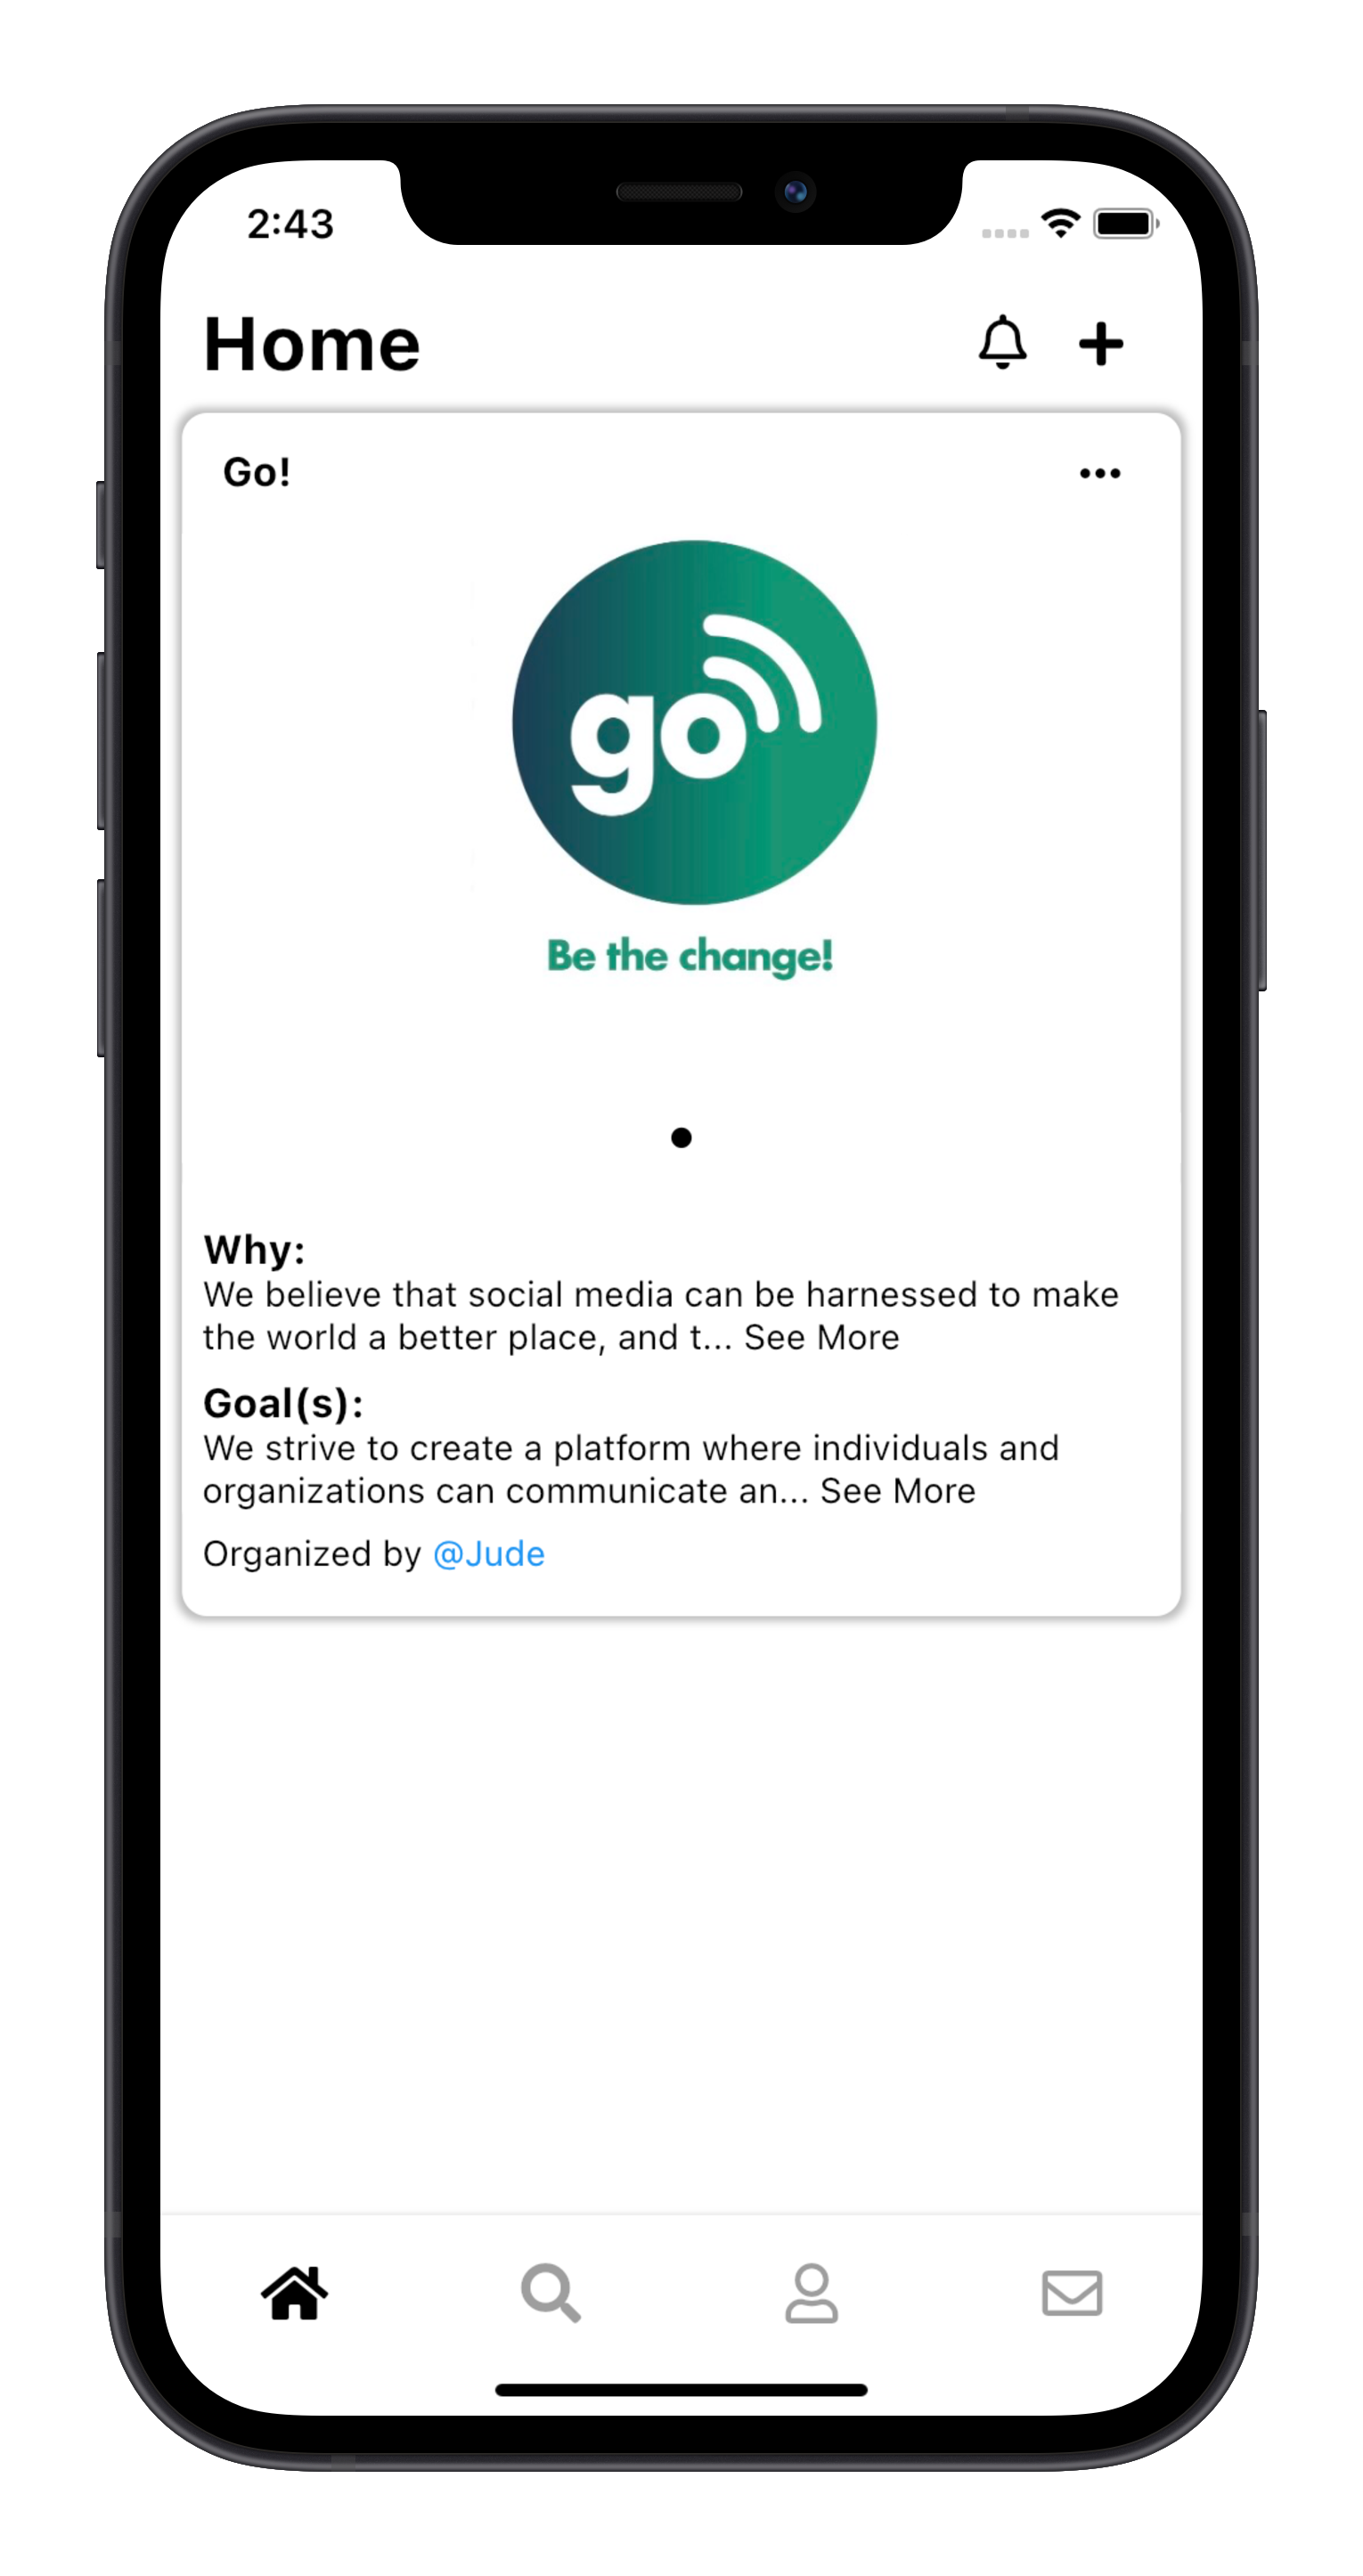 2:43
Home
Go!
go
Be the change!
Why:
We believe that social media can be harnessed to make
the world a better place, and t... See More
Goal(s):
We strive to create a platform where individuals and
organizations can communicate an... See More
Organized by @Jude